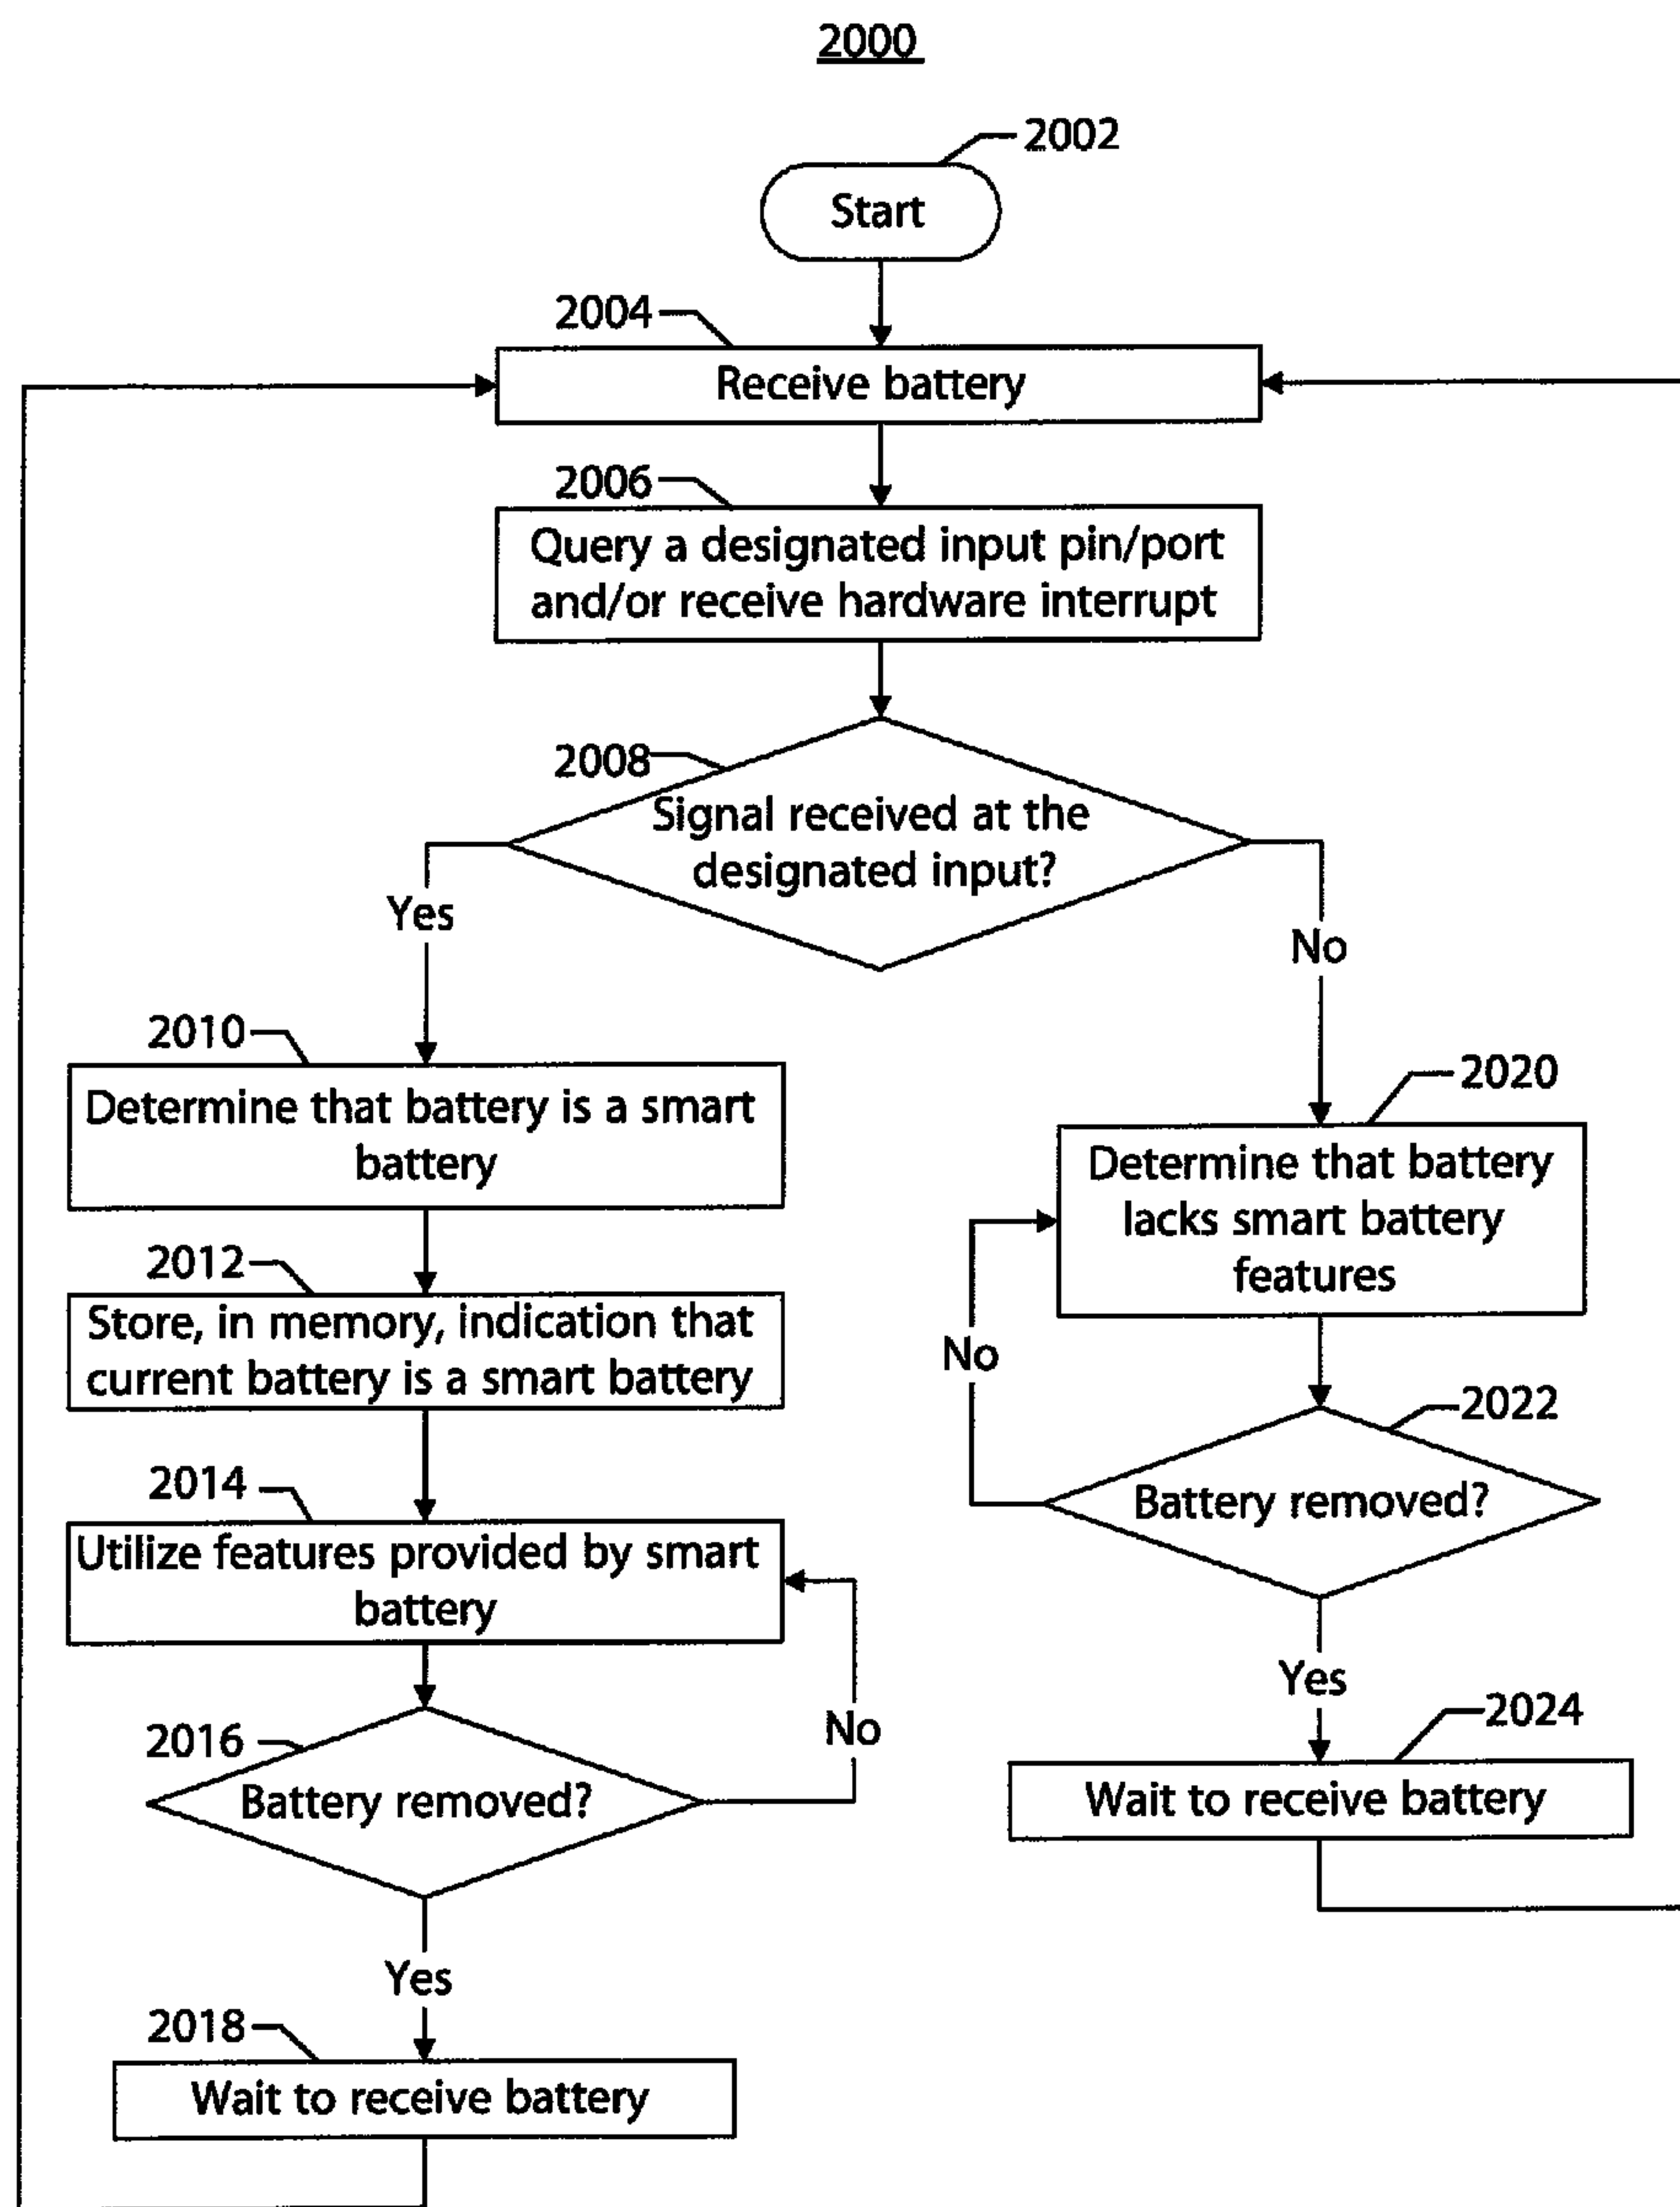 2000
2002
Start
2004
Receive battery
2006
Query a designated input pin/port
and/or receive hardware interrupt
2008
Signal received at the
designated input?
Yes
No
2010
Determine that battery is a smart
battery
2020
Determine that battery
lacks smart battery
features
2012
Store, in memory, indication that
current battery is a smart battery
No
2022
Battery removed?
2014
Utilize features provided by smart
battery
Yes
2016
Battery removed?
No
2024
Wait to receive battery
Yes
2018
Wait to receive battery